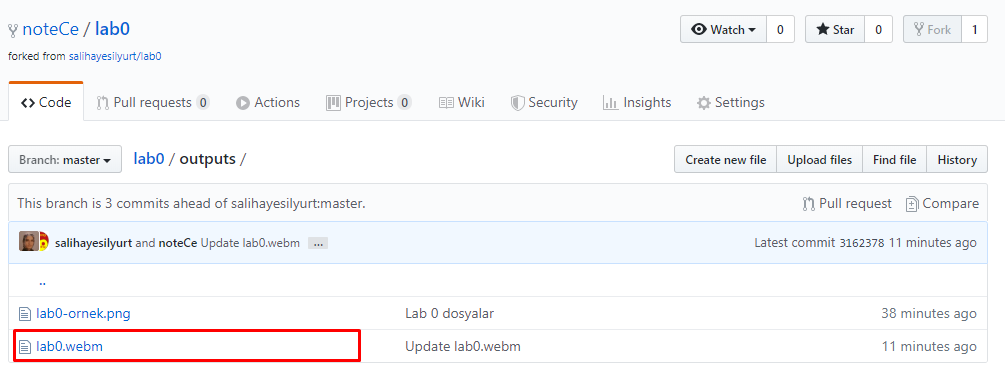 noteCe / lab0
Watch 0 Star 0 Fork 1
forked from salihayesilyurt/lab0
Code Pull requests 0 Actions Projects 0 Wiki Security Insights Settings
Branch: master lab0 / outputs / Create new file Upload files Find file History
This branch is 3 commits ahead of salihayesilyurt:master. Pull request Compare
salihayesilyurt and noteCe Update lab0.webm ... Latest commit 3162378 11 minutes ago
..
lab0-ornek.png Lab 0 dosyalar 38 minutes ago
lab0.webm Update lab0.webm 11 minutes ago